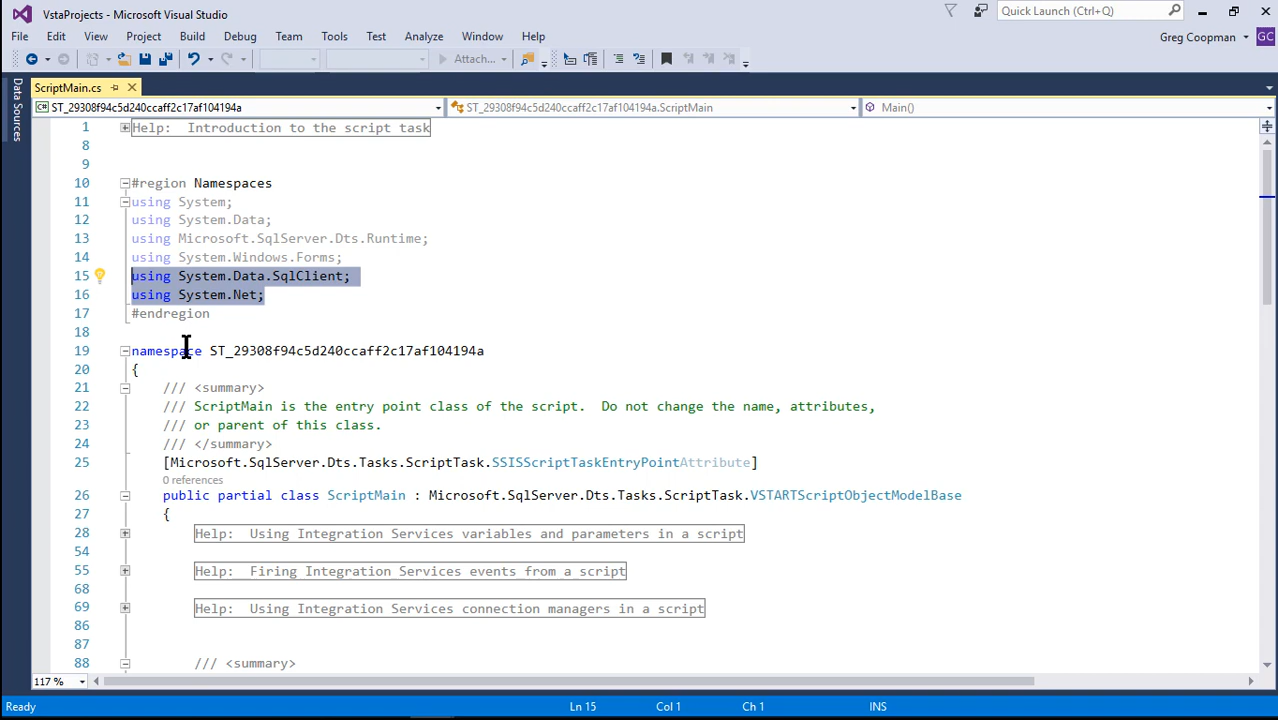 VstaProjects - Microsoft Visual Studio
Quick Launch (Ctrl+Q)
File Edit View Project Build Debug Team Tools Test Analyze Window Help
Greg Coopman GC
Attach...
Data Sources
ScriptMain.cs
C# ST_29308f94c5d240ccaff2c17af104194a
ST_29308f94c5d240ccaff2c17af104194a.ScriptMain
Main()
1 Help: Introduction to the script task
8
9
10 #region Namespaces
11 using System;
12 using System.Data;
13 using Microsoft.SqlServer.Dts.Runtime;
14 using System.Windows.Forms;
15 using System.Data.SqlClient;
16 using System.Net;
17 #endregion
18
19 namespace ST_29308f94c5d240ccaff2c17af104194a
20 {
21 /// <summary>
22 /// ScriptMain is the entry point class of the script.  Do not change the name, attributes,
23 /// or parent of this class.
24 /// </summary>
25 [Microsoft.SqlServer.Dts.Tasks.ScriptTask.SSISScriptTaskEntryPointAttribute]
0 references
26 public partial class ScriptMain : Microsoft.SqlServer.Dts.Tasks.ScriptTask.VSTARTScriptObjectModelBase
27 {
28 Help:  Using Integration Services variables and parameters in a script
54
55 Help:  Firing Integration Services events from a script
68
69 Help:  Using Integration Services connection managers in a script
86
87
88 /// <summary>
117 %
Ready Ln 15 Col 1 Ch 1 INS